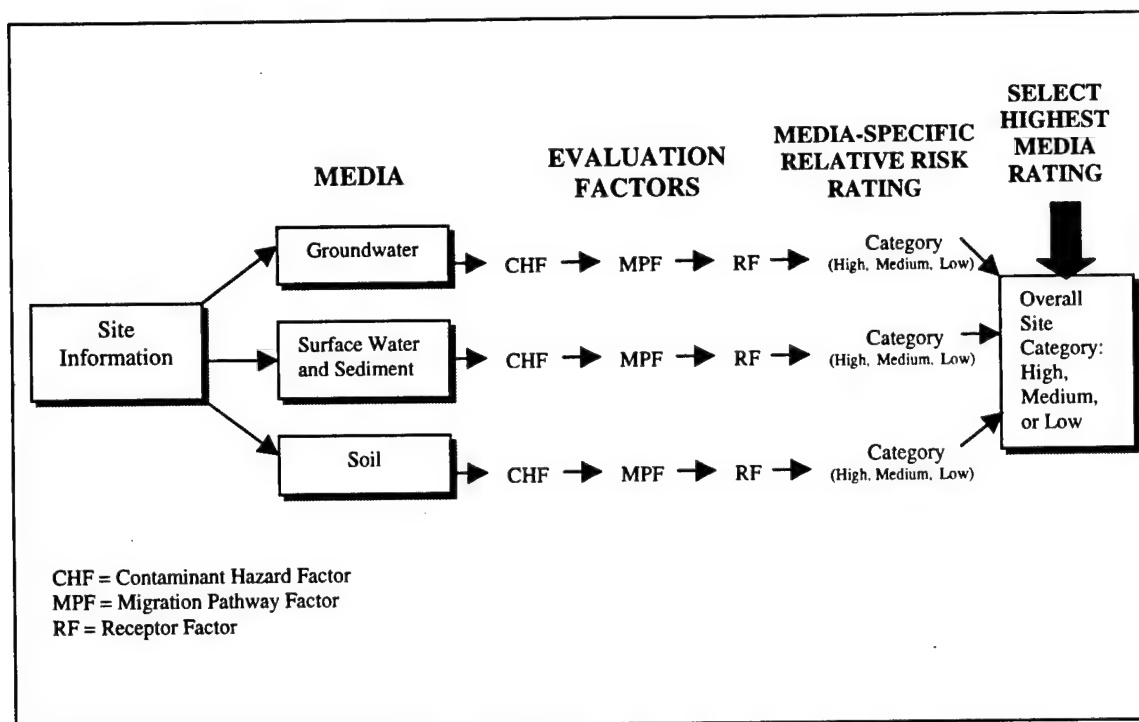 SELECT
HIGHEST
MEDIA
RATING
MEDIA-SPECIFIC
RELATIVE RISK
RATING
EVALUATION
FACTORS
MEDIA
Groundwater
CHF
MPF
RF
Category
(High, Medium, Low)
Site
Information
Surface Water
and Sediment
CHF
MPF
RF
Category
(High, Medium, Low)
Overall
Site
Category:
High,
Medium,
or Low
Soil
CHF
MPF
RF
Category
(High, Medium, Low)
CHF = Contaminant Hazard Factor
MPF = Migration Pathway Factor
RF = Receptor Factor